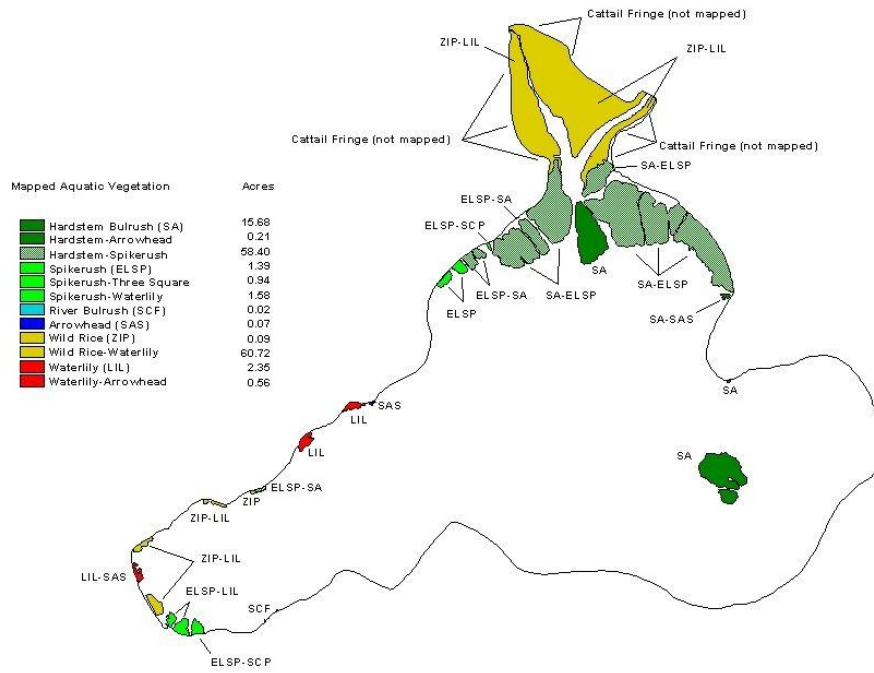 Cattail Fringe (not mapped)
ZIP-LIL
ZIP-LIL
Cattail Fringe (not mapped)
Cattail Fringe (not mapped)
SA-ELSP
Mapped Aquatic Vegetation Acres
Hardstem Bulrush (SA) 15.68
Hardstem-Arrowhead 0.21
Hardstem-Spikerush 58.40
Spikerush (ELSP) 1.39
Spikerush-Three Square 0.94
Spikerush-Waterlily 1.58
River Bulrush (SCF) 0.02
Arrowhead (SAS) 0.07
Wild Rice (ZIP) 0.09
Wild Rice-Waterlily 60.72
Waterlily (LIL) 2.35
Waterlily-Arrowhead 0.56
ELSP-SA
ELSP-SCP
SA
ELSP-SA
SA-ELSP
SA-ELSP
ELSP
SA-SAS
SA
SAS
LIL
LIL
SA
ELSP-SA
ZIP
ZIP-LIL
ZIP-LIL
LIL-SAS
ELSP-LIL
SCF
ELSP-SCP